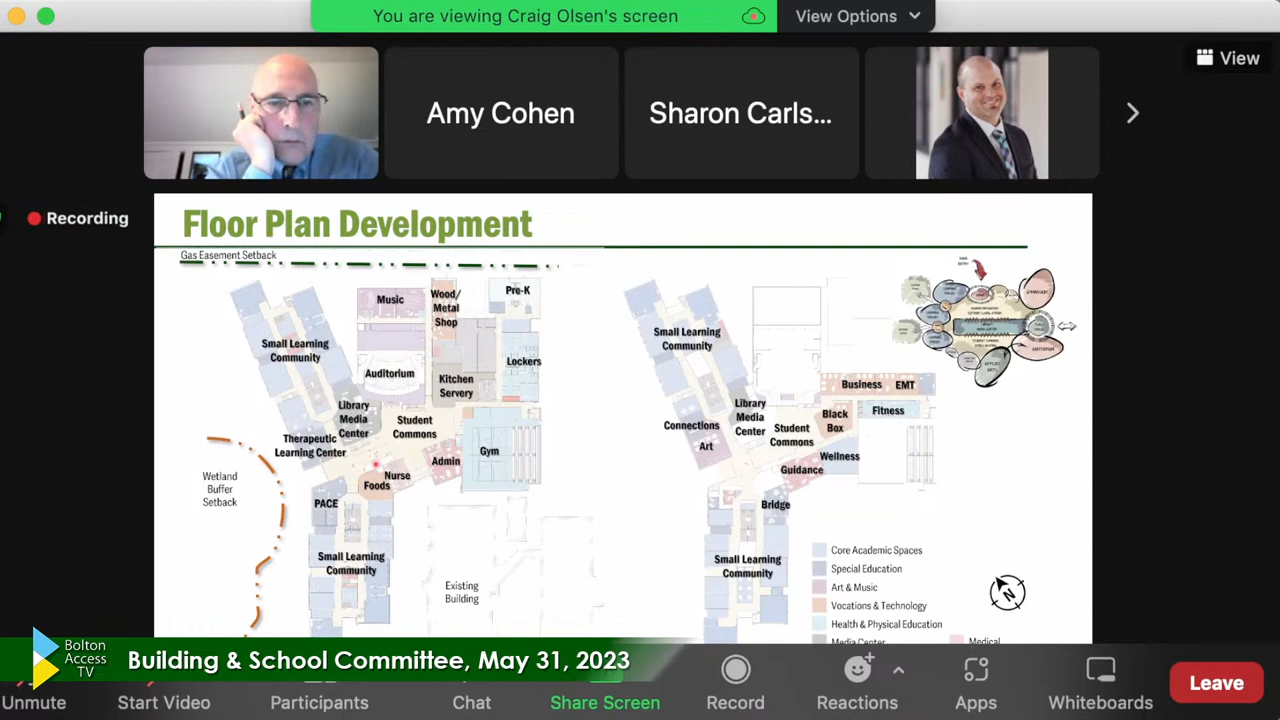 You are viewing Craig Olsen's screen
View Options
Amy Cohen
Sharon Carls...
View
Recording
Floor Plan Development
Gas Easement Setback
Music
Wood/
Metal
Shop
Pre-K
Small Learning
Community
Lockers
Auditorium
Kitchen
Servery
Library
Media
Center
Student
Commons
Therapeutic
Learning Center
Gym
Admin
Nurse
Foods
PACE
Wetland
Buffer
Setback
Small Learning
Community
Existing
Building
Small Learning
Community
Business
EMT
Library
Media
Center
Black
Box
Fitness
Connections
Student
Commons
Art
Wellness
Guidance
Bridge
Small Learning
Community
N
Core Academic Spaces
Special Education
Art & Music
Vocations & Technology
Health & Physical Education
Media Center
Medical
Bolton
Access
TV
Building & School Committee, May 31, 2023
Unmute
Start Video
Participants
Chat
Share Screen
Record
Reactions
Apps
Whiteboards
Leave